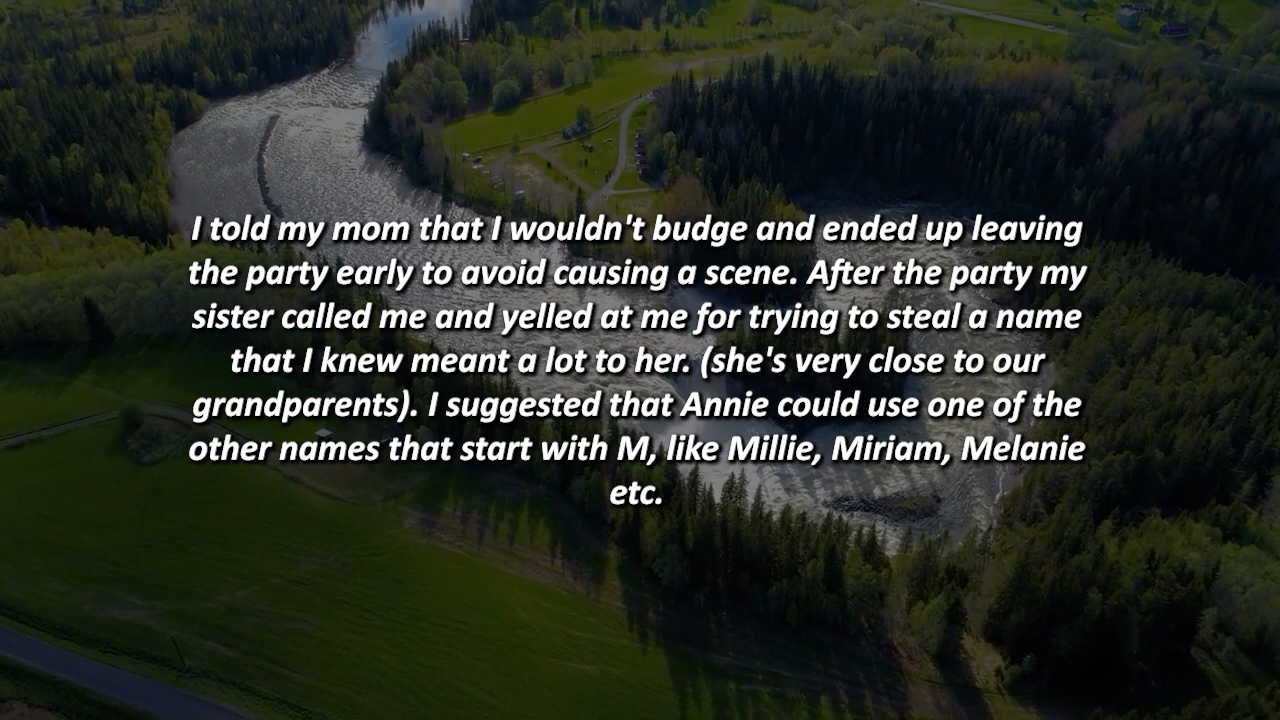 I told my mom that I wouldn't budge and ended up leaving
the party early to avoid causing a scene. After the party my
sister called me and yelled at me for trying to steal a name
that I knew meant a lot to her. (she's very close to our
grandparents). I suggested that Annie could use one of the
other names that start with M, like Millie, Miriam, Melanie
etc.